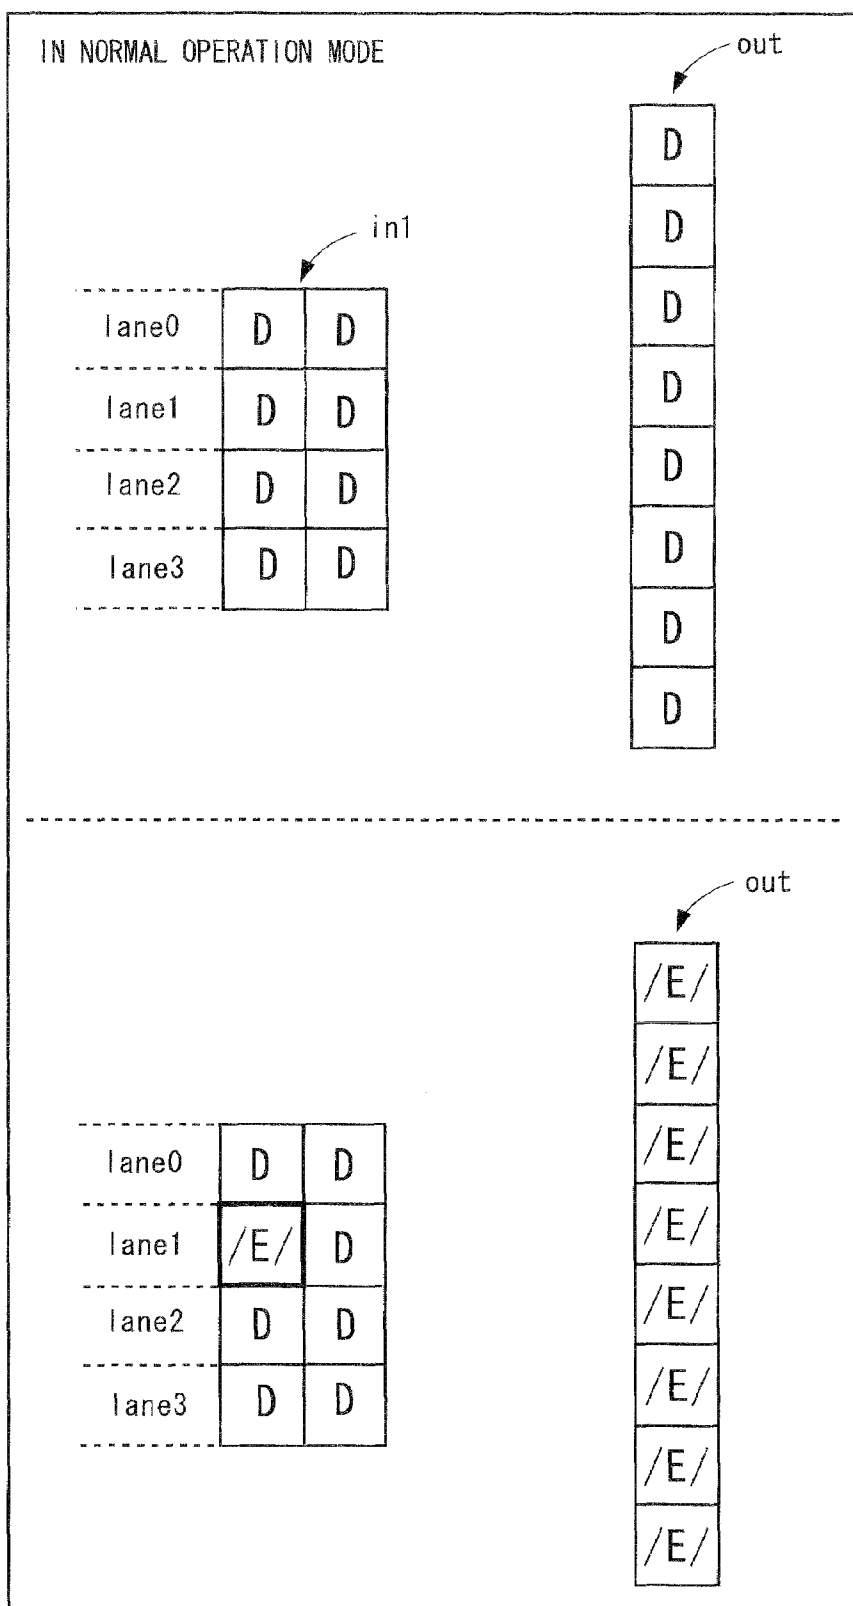 IN NORMAL OPERATION MODE
out
D
D
D
D
D
D
D
D
in1
lane0 D D
lane1 D D
lane2 D D
lane3 D D
out
/E/
/E/
/E/
/E/
/E/
/E/
/E/
/E/
lane0 D D
lane1 /E/ D
lane2 D D
lane3 D D